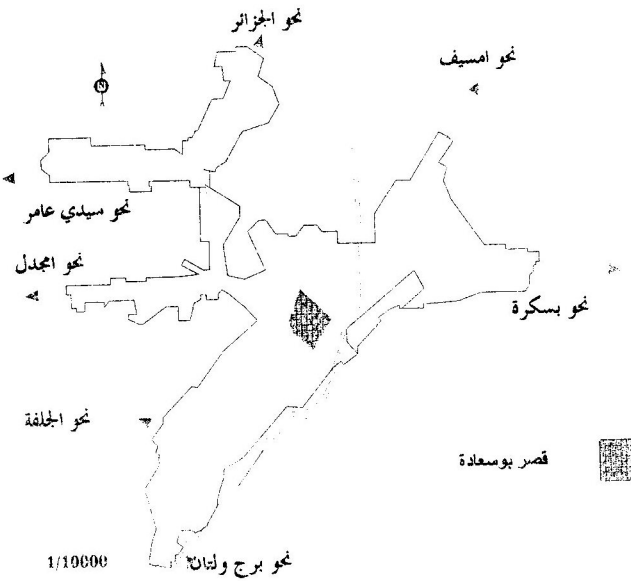 نحو الجزائر
نحو امسيف
N
نحو سيدي عامر
نحو امجدل
نحو بسكرة
نحو الجلفة
قصر بوسعادة
نحو برج ولتان
1/10000